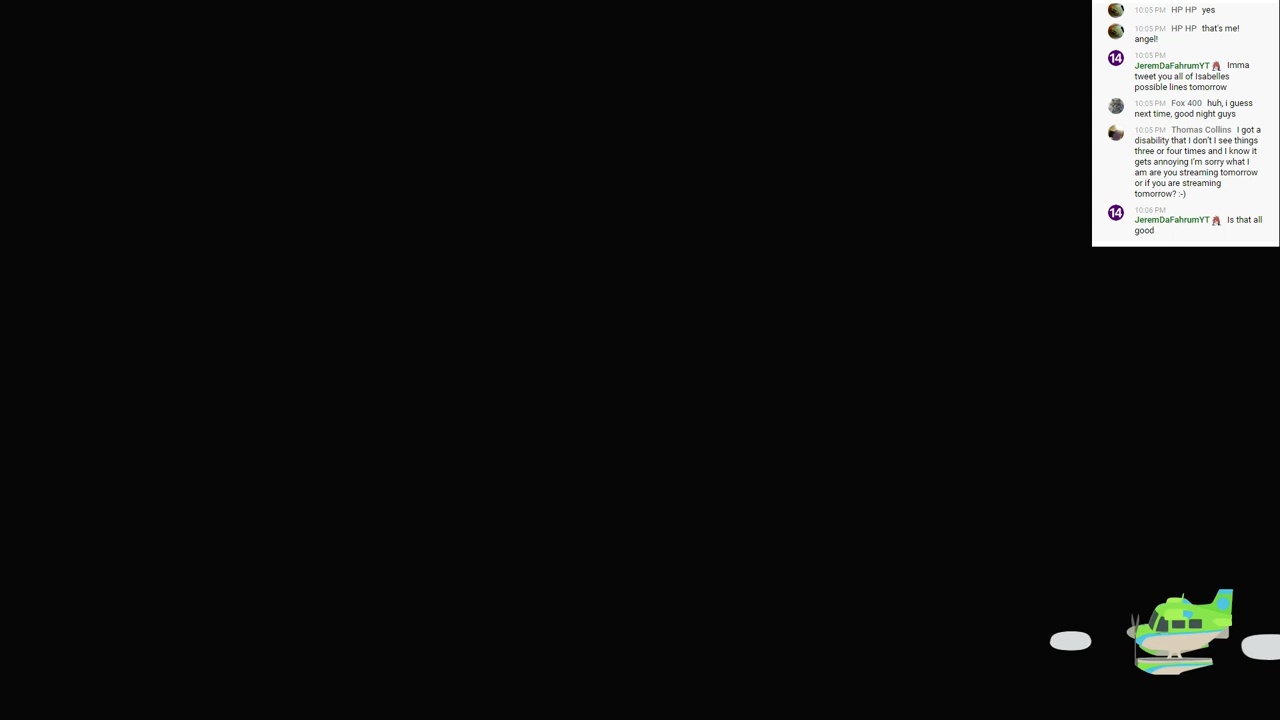 10:05 PM HP HP yes
10:05 PM HP HP that's me!
angel!
10:05 PM
JeremDaFahrumYT Imma
tweet you all of Isabelles
possible lines tomorrow
10:05 PM Fox 400 huh, i guess
next time, good night guys
10:05 PM Thomas Collins I got a
disability that I don't I see things
three or four times and I know it
gets annoying I'm sorry what I
am are you streaming tomorrow
or if you are streaming
tomorrow? :-)
10:06 PM
JeremDaFahrumYT Is that all
good
14
14